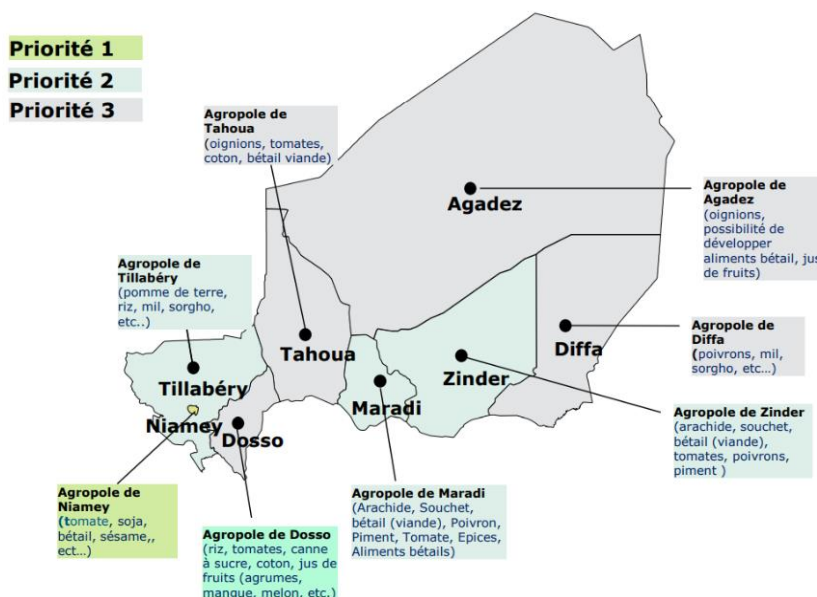 Priorité 1
Priorité 2
Priorité 3
Agropole de
Tahoua
(oignions, tomates,
coton, bétail viande)
Agadez
Agropole de
Agadez
(oignions,
possibilité de
développer
aliments bétail, jus
de fruits)
Agropole de
Tillabéry
(pomme de terre,
riz, mil, sorgho,
etc..)
Tahoua
Diffa
Agropole de
Diffa
(poivrons, mil,
sorgho, etc...)
Tillabéry
Zinder
Maradi
Niamey
Dosso
Agropole de Zinder
(arachide, souchet,
bétail (viande),
tomates, poivrons,
piment )
Agropole de
Niamey
(tomate, soja,
bétail, sésame,,
ect...)
Agropole de Dosso
(riz, tomates, canne
à sucre, coton, jus de
fruits (agrumes,
mangue, melon, etc.)
Agropole de Maradi
(Arachide, Souchet,
bétail (viande), Poivron,
Piment, Tomate, Epices,
Aliments bétails)